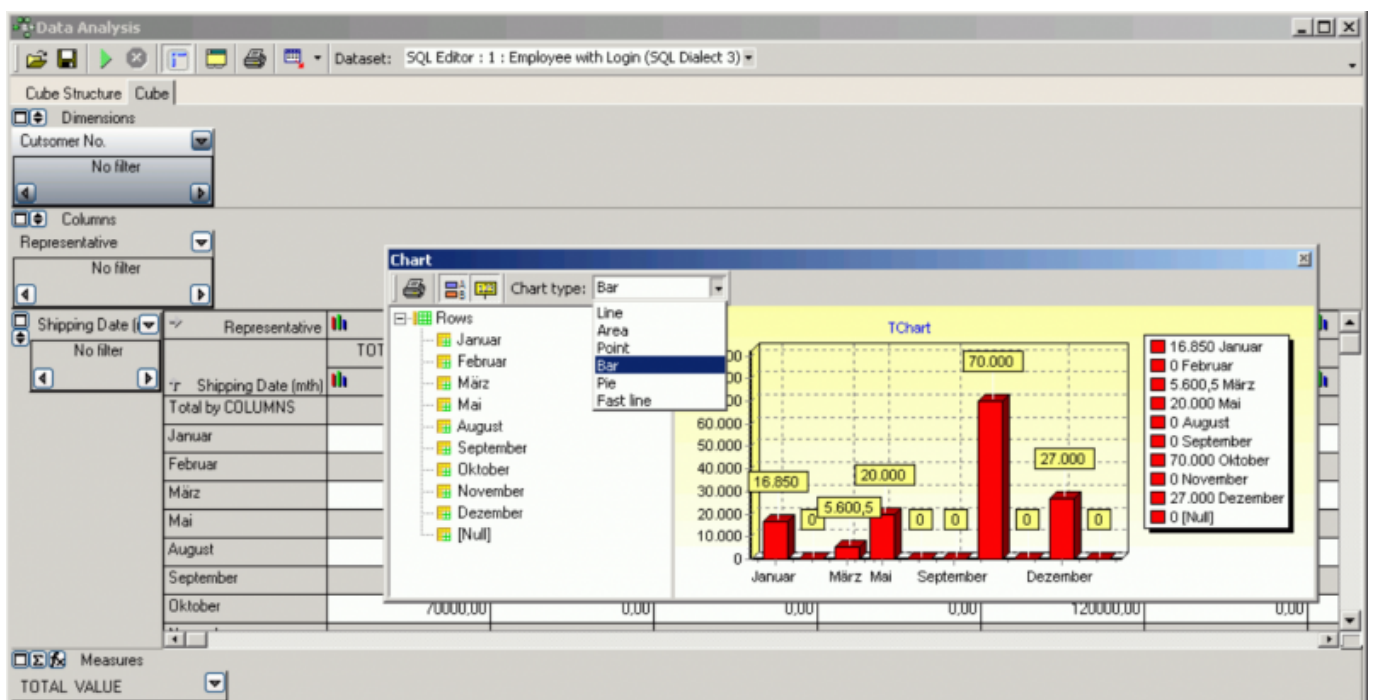 Data Analysis
Dataset: SQL Editor : 1 : Employee with Login (SQL Dialect 3)
Cube Structure Cube
Dimensions
Cutsomer No.
No filter
Columns
Representative
No filter
Shipping Date
No filter
Representative
TOT
Shipping Date (mth)
Total by COLUMNS
Januar
Februar
März
Mai
August
September
Oktober
70000,00 0,00 0,00 0,00 120000,00 0,00
Chart
Chart type: Bar
Line
Area
Point
Bar
Pie
Fast line
Rows
Januar
Februar
März
Mai
August
September
Oktober
November
Dezember
[Null]
TChart
60.000
50.000
40.000
30.000
20.000
10.000
0
16.850
0
5.600,5
20.000
0
0
70.000
0
27.000
0
Januar März Mai September Dezember
16.850 Januar
0 Februar
5.600,5 März
20.000 Mai
0 August
0 September
70.000 Oktober
0 November
27.000 Dezember
0 [Null]
Measures
TOTAL VALUE